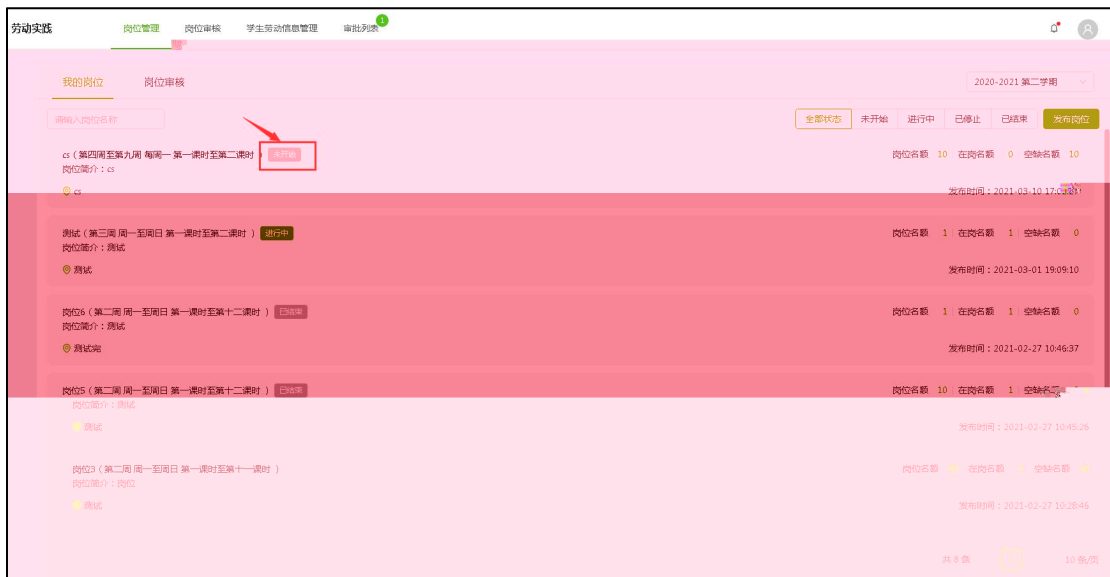 劳动实践 岗位管理 岗位审核 学生劳动信息管理 审批列表 1
我的岗位 岗位审核 2020-2021 第二学期
请输入岗位名称 全部状态 未开始 进行中 已停止 已结束 发布岗位
cs（第四周至第九周 每周一 第一课时至第二课时 ） 未开始 岗位名额 10 在岗名额 0 空缺名额 10
岗位简介：cs
cs 发布时间：2021-03-10
测试（第三周 周一至周日 第一课时至第二课时 ） 进行中 岗位名额 1 在岗名额 1 空缺名额 0
岗位简介：测试
测试 发布时间：2021-03-01 19:09:10
岗位6（第二周 周一至周日 第一课时至第十二课时 ） 已结束 岗位名额 1 在岗名额 1 空缺名额 0
岗位简介：测试
测试完 发布时间：2021-02-27 10:46:37
岗位5（第二周 周一至周日 第一课时至第十二课时 ） 已结束 岗位名额 10 在岗名额 1 空缺名额
岗位简介：测试
测试 发布时间：2021-02-27 10:45:26
岗位3（第二周 周一至周日 第一课时至第十一课时 ） 岗位名额 在岗名额 空缺名额
岗位简介：岗位
测试 发布时间：2021-02-27 10:28:46
共 8 条 10 条/页